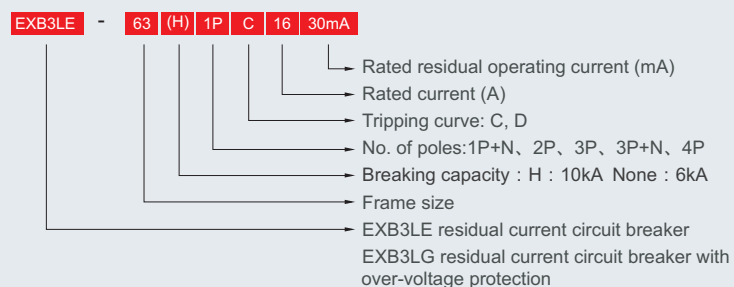 EXB3LE - 63 (H) 1P C 16 30mA
Rated residual operating current (mA)
Rated current (A)
Tripping curve: C, D
No. of poles:1P+N、2P、3P、3P+N、4P
Breaking capacity : H : 10kA None : 6kA
Frame size
EXB3LE residual current circuit breaker
EXB3LG residual current circuit breaker with
over-voltage protection